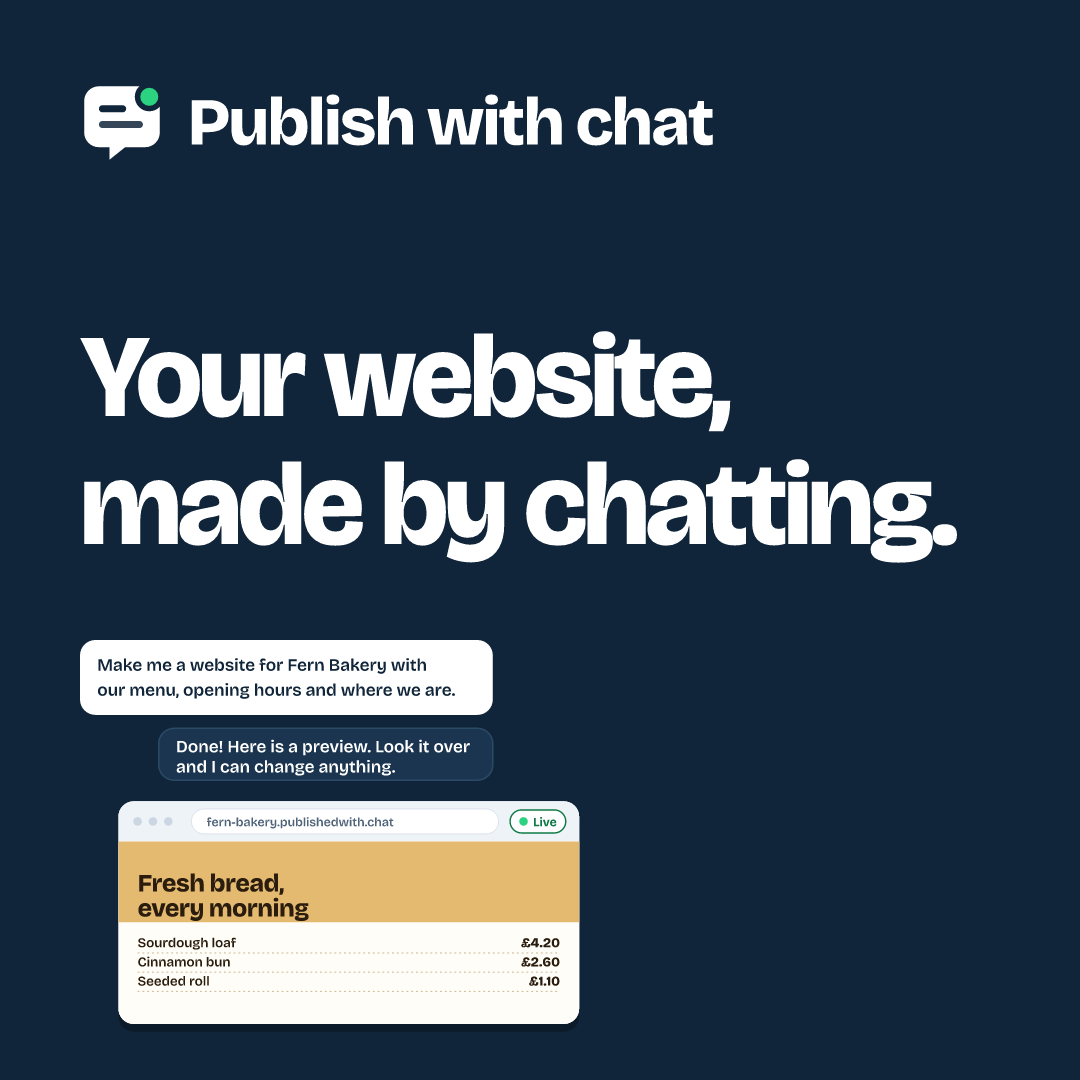 Publish with chat
Your website,
made by chatting.
Make me a website for Fern Bakery with
our menu, opening hours and where we are.
Done! Here is a preview. Look it over
and I can change anything.
fern-bakery.publishedwith.chat
Live
Fresh bread,
every morning
Sourdough loaf £4.20
Cinnamon bun £2.60
Seeded roll £1.10